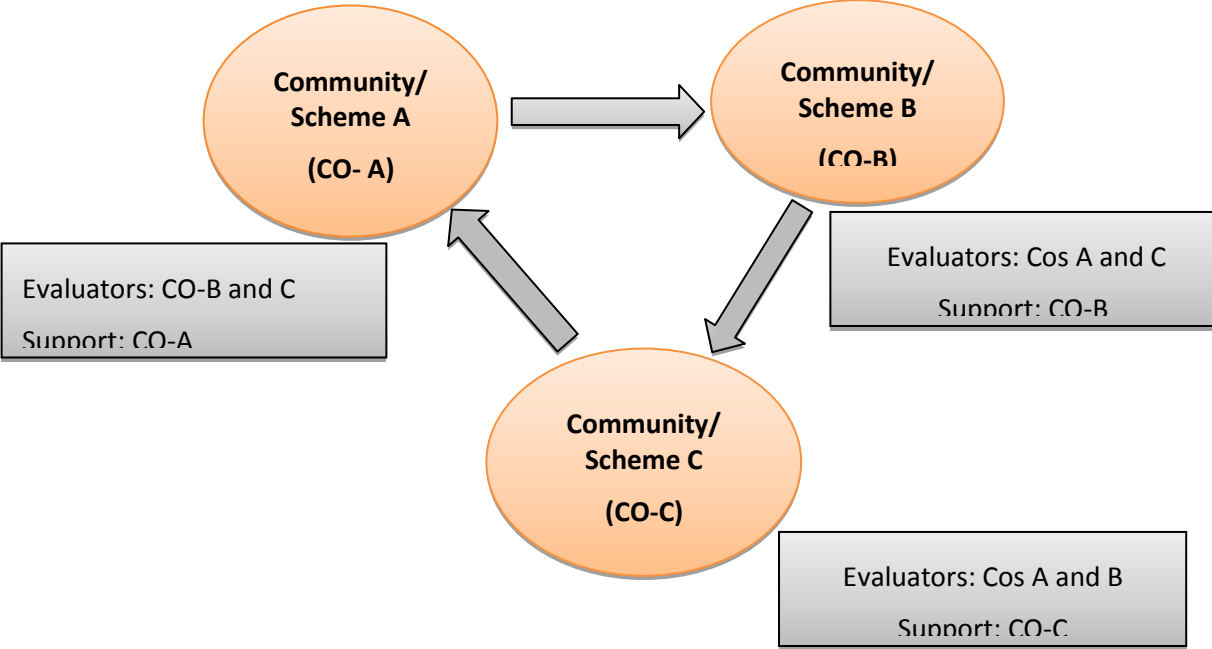 Community/
Scheme A
(CO- A)
Community/
Scheme B
(CO-B)
Evaluators: CO-B and C
Support: CO-A
Evaluators: Cos A and C
Support: CO-B
Community/
Scheme C
(CO-C)
Evaluators: Cos A and B
Support: CO-C